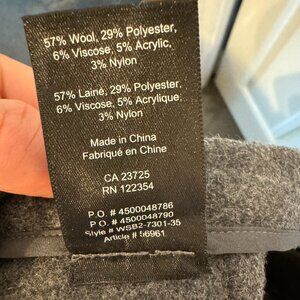 57% Wool, 29% Polyester,
6% Viscose, 5% Acrylic,
3% Nylon
57% Laine, 29% Polyester,
6% Viscose, 5% Acrylique,
3% Nylon
Made in China
Fabriqué en Chine
CA 23725
RN 122354
P.O. # 4500048786
P.O. # 4500048790
Style # WSB2-7301-35
Article # 56961